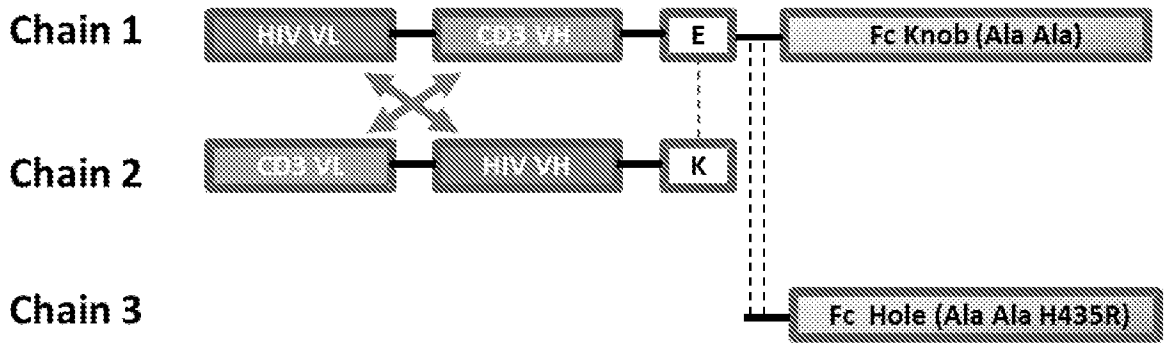 Chain 1 HIV VL CD3 VH E Fc Knob (Ala Ala)
Chain 2 CD3 VL HIV VH K
Chain 3 Fc Hole (Ala Ala H435R)